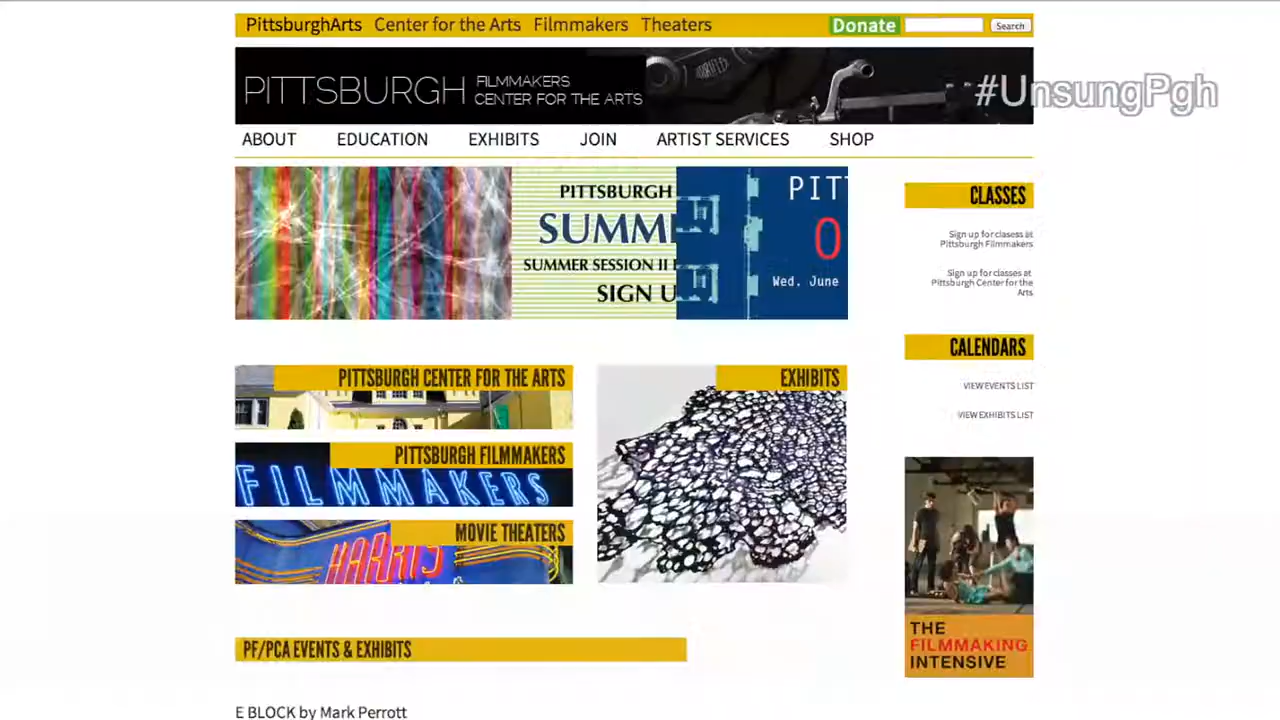 PittsburghArts Center for the Arts Filmmakers Theaters Donate Search
PITTSBURGH FILMMAKERS
CENTER FOR THE ARTS
#UnsungPgh
ABOUT EDUCATION EXHIBITS JOIN ARTIST SERVICES SHOP
PITTSBURGH
SUMME
SUMMER SESSION II
SIGN U
PIT
0
Wed. June
CLASSES
Sign up for clasess at
Pittsburgh Filmmakers
Sign up for classes at
Pittsburgh Center for the
Arts
CALENDARS
VIEW EVENTS LIST
VIEW EXHIBITS LIST
PITTSBURGH CENTER FOR THE ARTS
PITTSBURGH FILMMAKERS
FILMMAKERS
MOVIE THEATERS
HARRIS
EXHIBITS
THE
FILMMAKING
INTENSIVE
PF/PCA EVENTS & EXHIBITS
E BLOCK by Mark Perrott